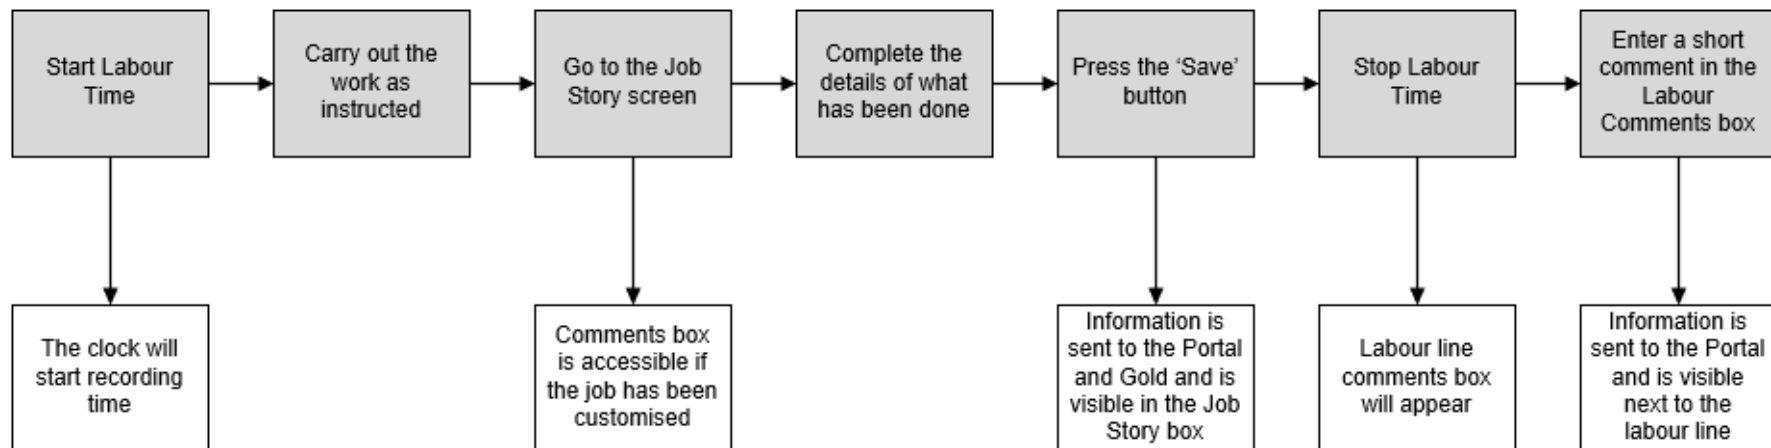 Start Labour
Time
Carry out the
work as
instructed
Go to the Job
Story screen
Complete the
details of what
has been done
Press the ‘Save’
button
Stop Labour
Time
Enter a short
comment in the
Labour
Comments box
The clock will
start recording
time
Comments box
is accessible if
the job has been
customised
Information is
sent to the Portal
and Gold and is
visible in the Job
Story box
Labour line
comments box
will appear
Information is
sent to the Portal
and is visible
next to the
labour line